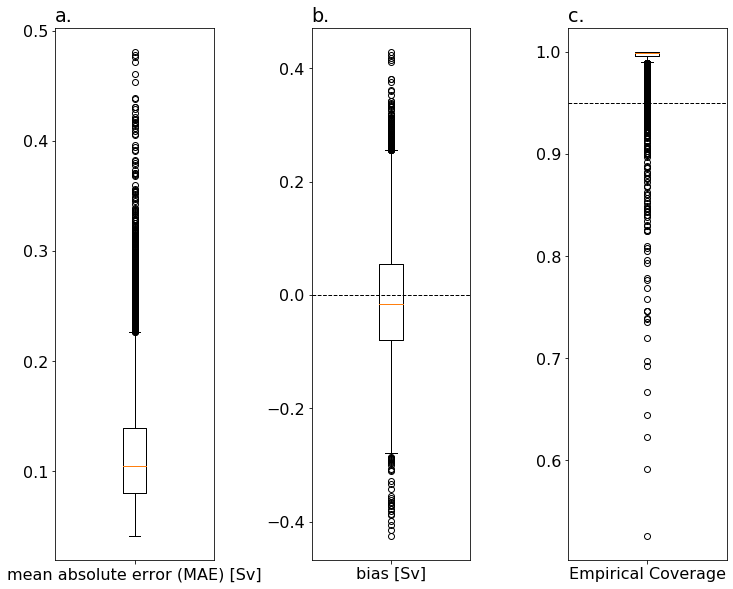 a.
0.5
0.4
0.3
0.2
0.1
mean absolute error (MAE) [Sv]
b.
0.4
0.2
0.0
−0.2
−0.4
bias [Sv]
c.
1.0
0.9
0.8
0.7
0.6
Empirical Coverage